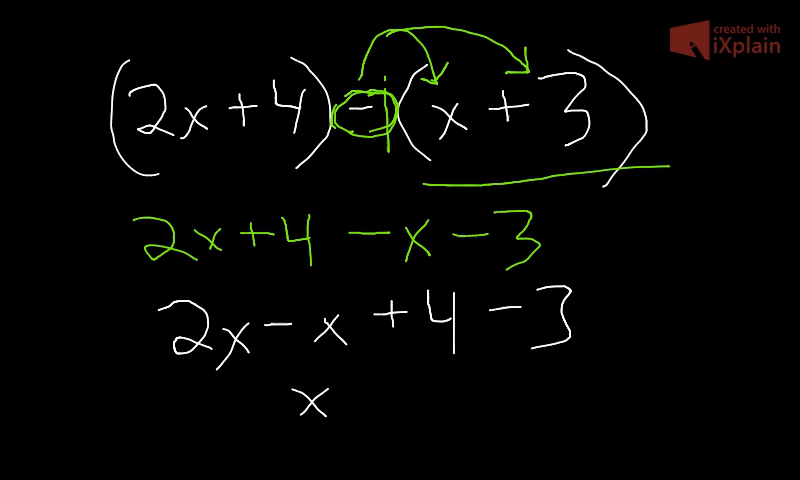 created with
iXplain
(2x + 4) - 1 (x + 3)
2x + 4 - x - 3
2x - x + 4 - 3
x